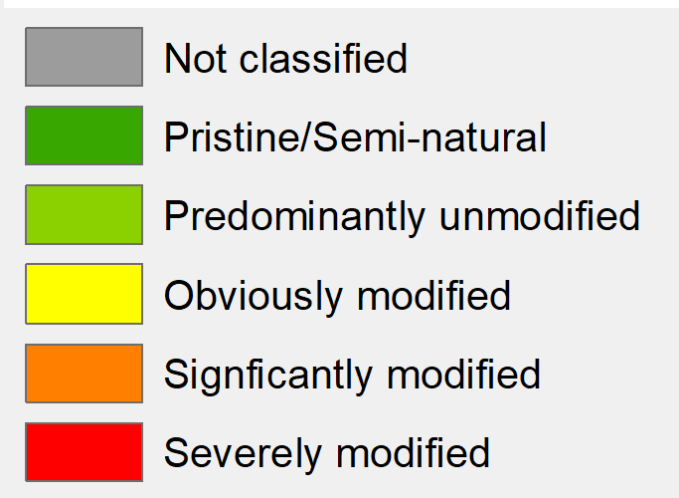 Not classified
Pristine/Semi-natural
Predominantly unmodified
Obviously modified
Signficantly modified
Severely modified